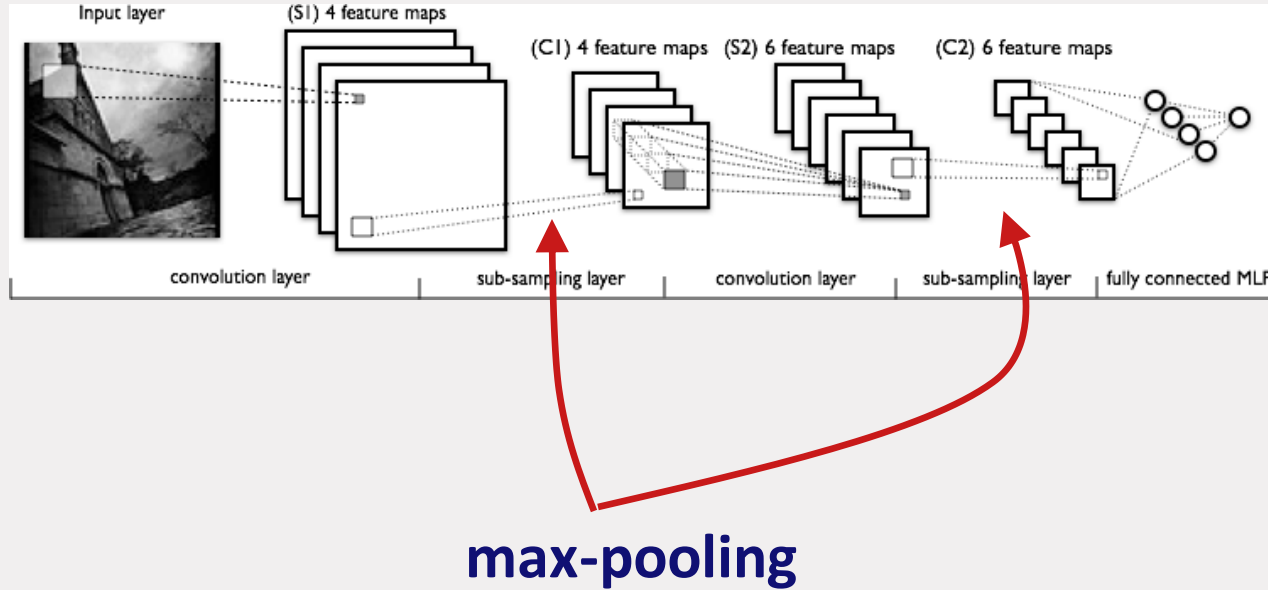 Input layer
(S1) 4 feature maps
(C1) 4 feature maps
(S2) 6 feature maps
(C2) 6 feature maps
convolution layer
sub-sampling layer
convolution layer
sub-sampling layer
fully connected MLP
max-pooling